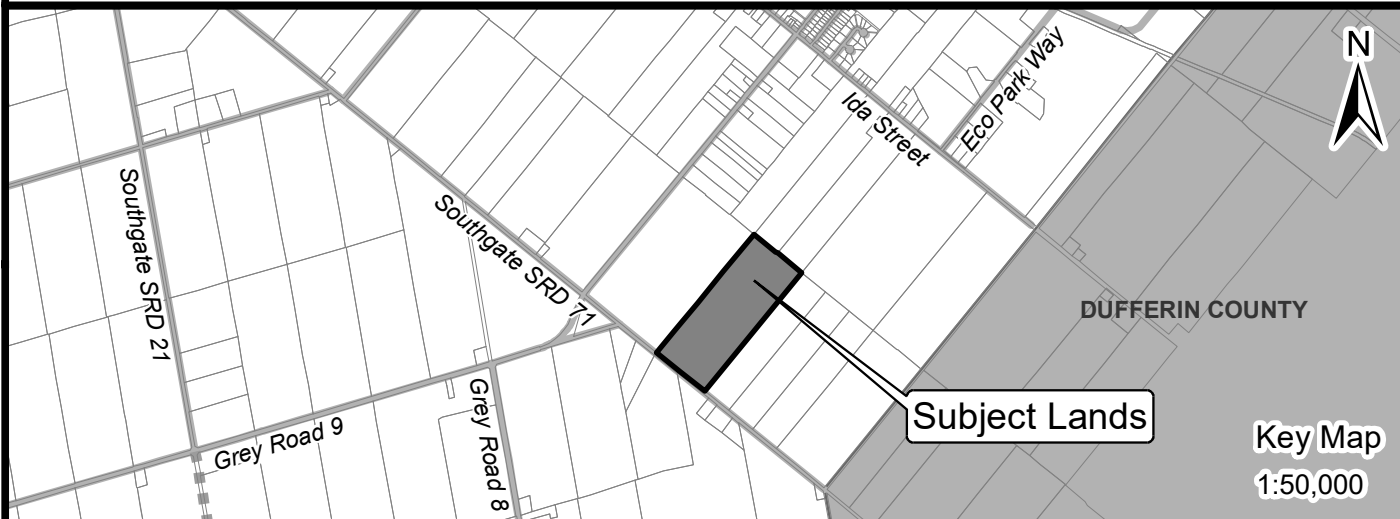 N
Ida Street
Eco Park Way
Southgate SRD 21
Southgate SRD 71
DUFFERIN COUNTY
Subject Lands
Grey Road 9
Grey Road 8
Key Map
1:50,000